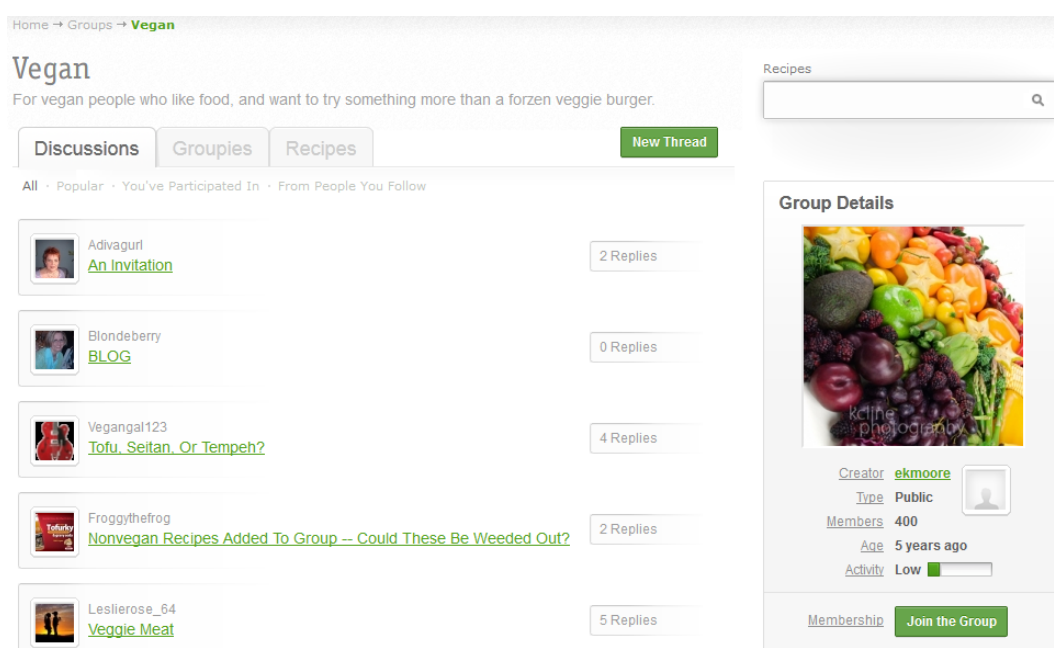 Home → Groups → Vegan
Vegan
For vegan people who like food, and want to try something more than a forzen veggie burger.
Discussions
Groupies
Recipes
New Thread
All · Popular · You've Participated In · From People You Follow
Adivagurl
An Invitation
2 Replies
Blondeberry
BLOG
0 Replies
Vegangal123
Tofu, Seitan, Or Tempeh?
4 Replies
Tofurky
Froggythefrog
Nonvegan Recipes Added To Group -- Could These Be Weeded Out?
2 Replies
Leslierose_64
Veggie Meat
5 Replies
Recipes
Group Details
kcline
photography
Creator ekmoore
Type Public
Members 400
Age 5 years ago
Activity Low
Membership Join the Group